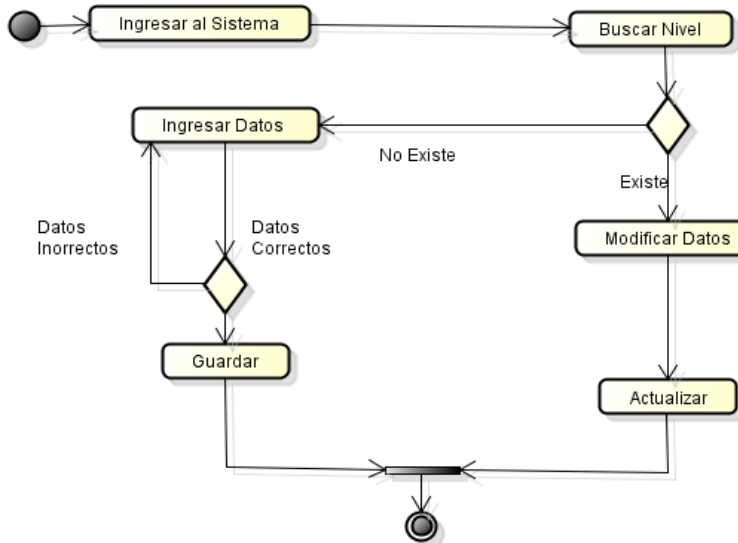 Ingresar al Sistema
Buscar Nivel
Ingresar Datos
No Existe
Existe
Datos
Inorrectos
Datos
Correctos
Modificar Datos
Guardar
Actualizar